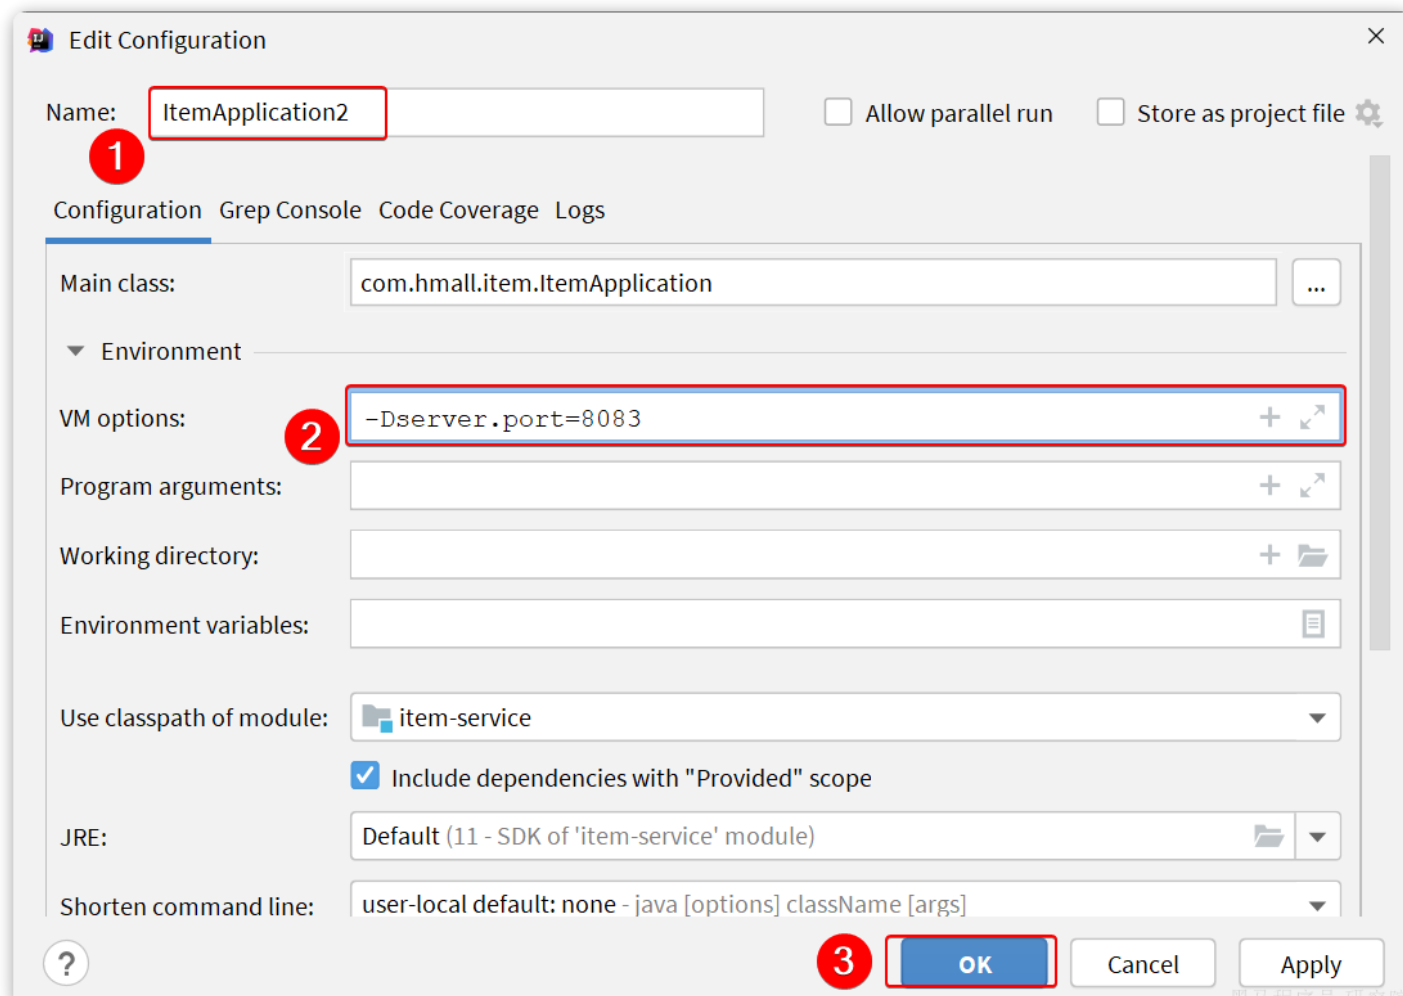 Edit Configuration
Name: ItemApplication2 Allow parallel run Store as project file
1
Configuration Grep Console Code Coverage Logs
Main class: com.hmall.item.ItemApplication ...
Environment
VM options: -Dserver.port=8083
2
Program arguments:
Working directory:
Environment variables:
Use classpath of module: item-service
Include dependencies with "Provided" scope
JRE: Default (11 - SDK of 'item-service' module)
Shorten command line: user-local default: none - java [options] className [args]
? 3 OK Cancel Apply